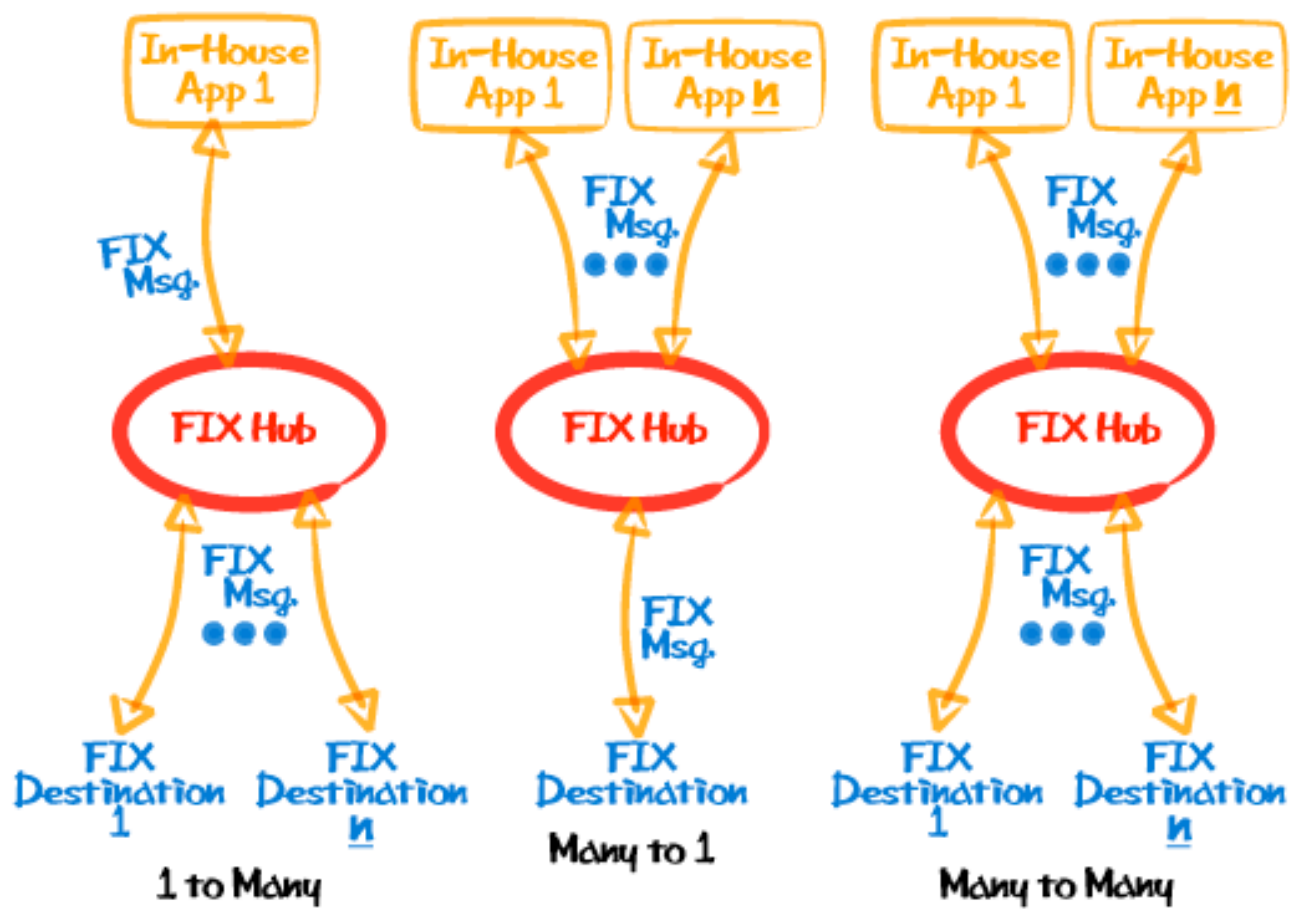 In-House
App 1
FIX
Msg.
FIX Hub
FIX
Msg.
FIX
Destination
1
FIX
Destination
n
1 to Many
In-House
App 1
In-House
App n
FIX
Msg.
FIX Hub
FIX
Msg.
FIX
Destination
Many to 1
In-House
App 1
In-House
App n
FIX
Msg.
FIX Hub
FIX
Msg.
FIX
Destination
1
FIX
Destination
n
Many to Many